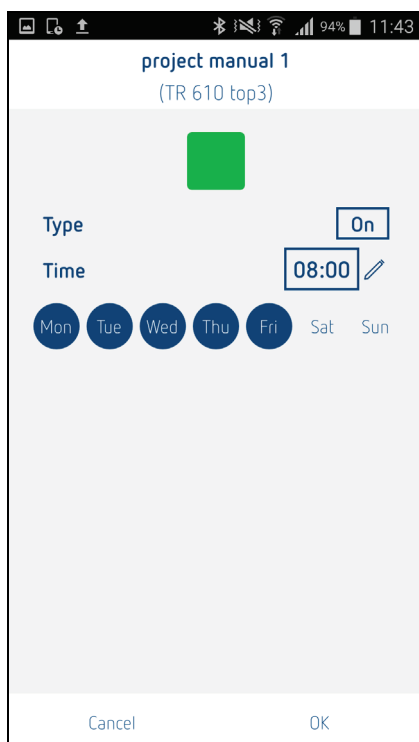 94% 11:43
project manual 1
(TR 610 top3)
Type On
Time 08:00
Mon Tue Wed Thu Fri Sat Sun
Cancel OK